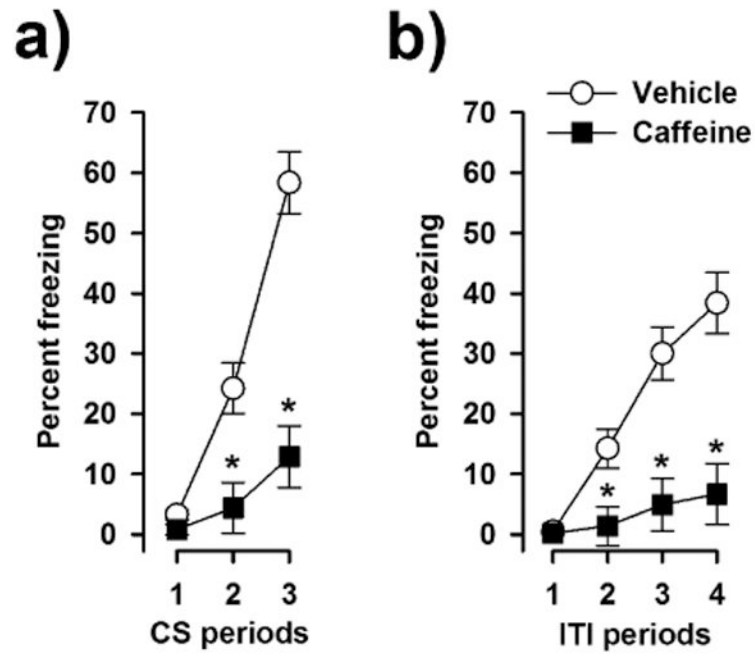 a)
70
60
50
40
30
20
10
0
Percent freezing
*
*
1 2 3
CS periods
b)
Vehicle
Caffeine
70
60
50
40
30
20
10
0
Percent freezing
*
*
*
1 2 3 4
ITI periods